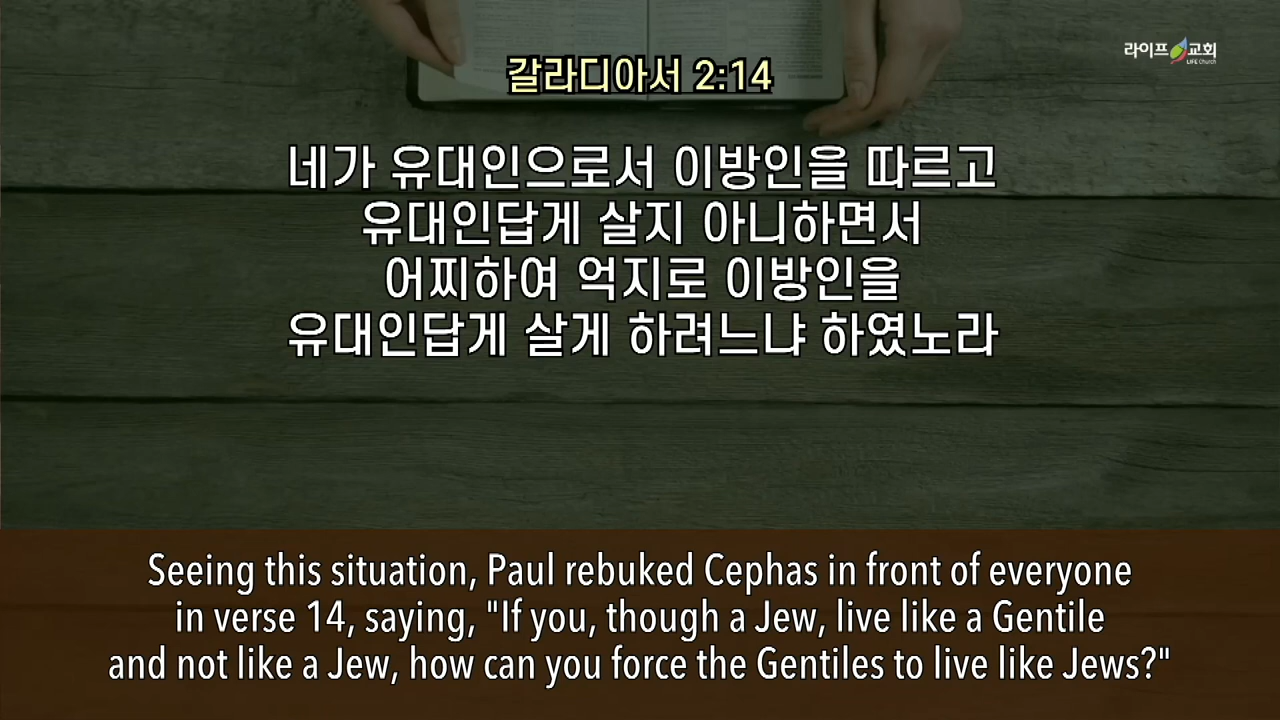 라이프 교회
LIFE Church
갈라디아서 2:14
네가 유대인으로서 이방인을 따르고
유대인답게 살지 아니하면서
어찌하여 억지로 이방인을
유대인답게 살게 하려느냐 하였노라
Seeing this situation, Paul rebuked Cephas in front of everyone
in verse 14, saying, "If you, though a Jew, live like a Gentile
and not like a Jew, how can you force the Gentiles to live like Jews?"